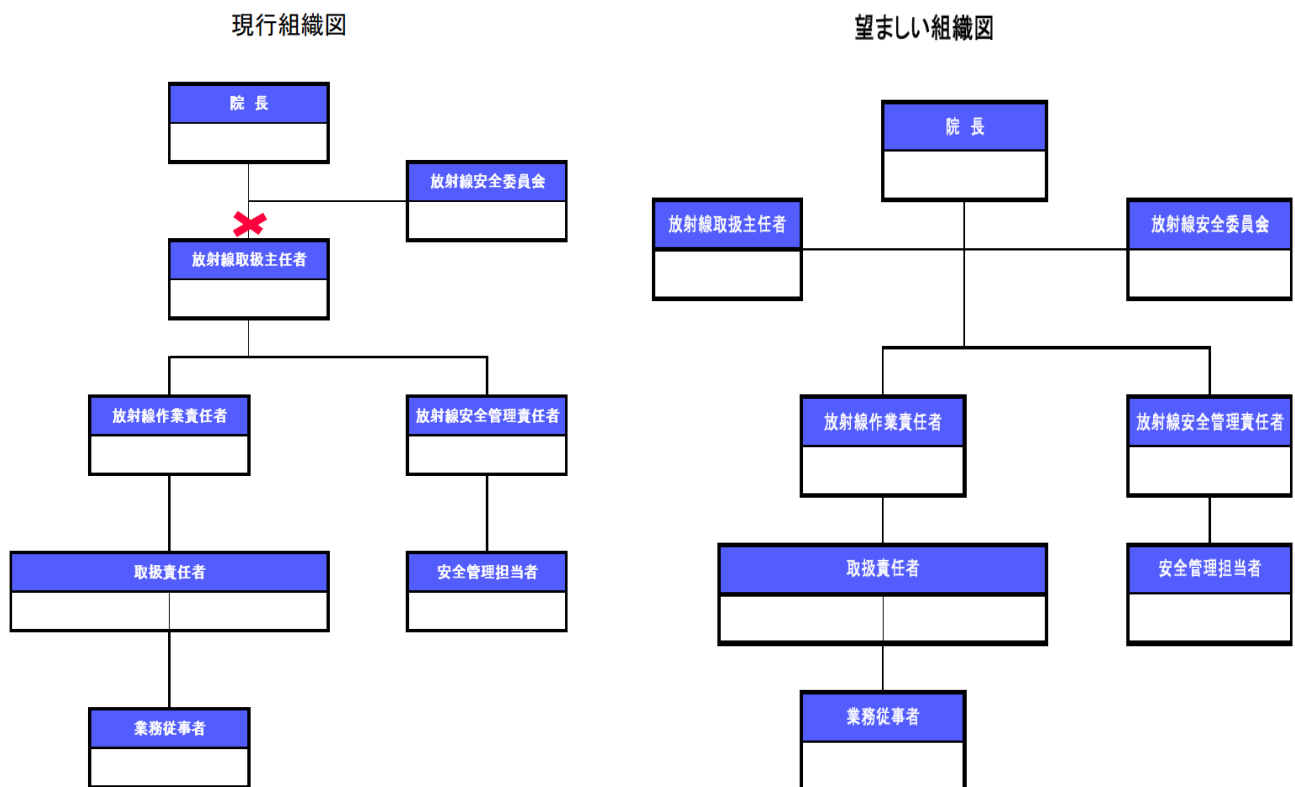 現行組織図
院 長
放射線安全委員会
放射線取扱主任者
放射線作業責任者
放射線安全管理責任者
取扱責任者
安全管理担当者
業務従事者
望ましい組織図
院 長
放射線取扱主任者
放射線安全委員会
放射線作業責任者
放射線安全管理責任者
取扱責任者
安全管理担当者
業務従事者